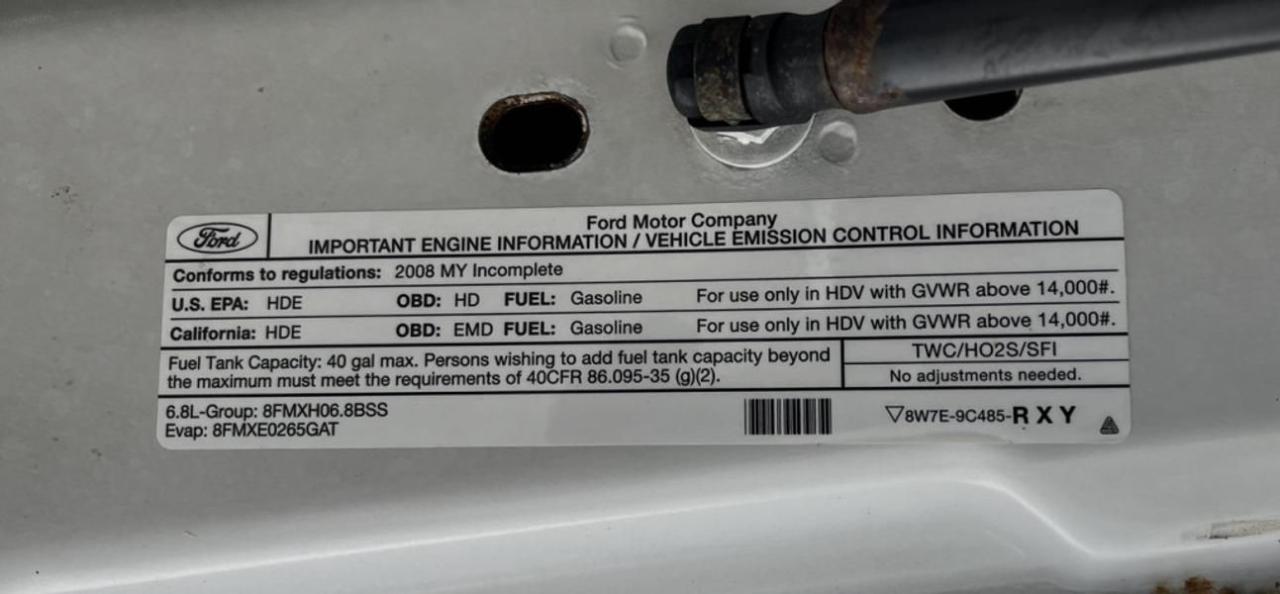 Ford
Ford Motor Company
IMPORTANT ENGINE INFORMATION / VEHICLE EMISSION CONTROL INFORMATION
Conforms to regulations: 2008 MY Incomplete
U.S. EPA: HDE OBD: HD FUEL: Gasoline For use only in HDV with GVWR above 14,000#.
California: HDE OBD: EMD FUEL: Gasoline For use only in HDV with GVWR above 14,000#.
Fuel Tank Capacity: 40 gal max. Persons wishing to add fuel tank capacity beyond
the maximum must meet the requirements of 40CFR 86.095-35 (g)(2).
TWC/HO2S/SFI
No adjustments needed.
6.8L-Group: 8FMXH06.8BSS
Evap: 8FMXE0265GAT
▽8W7E-9C485-R X Y